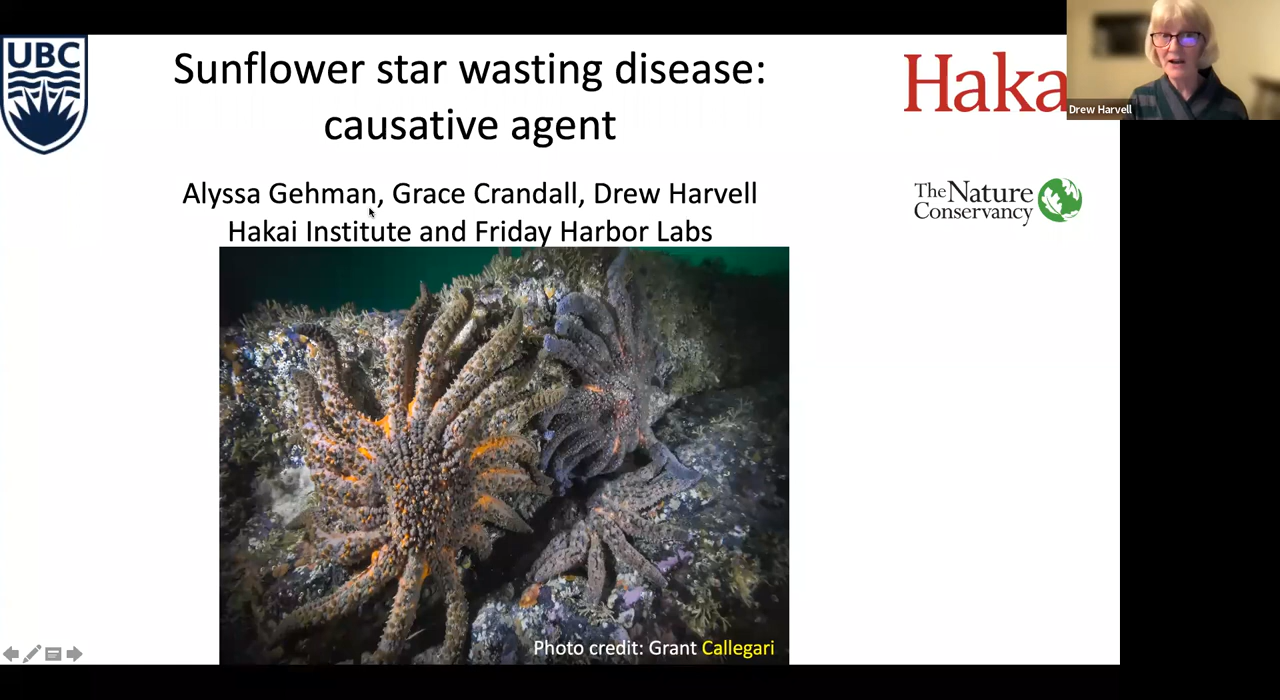 UBC
Sunflower star wasting disease:
causative agent
Haka
Drew Harvell
Alyssa Gehman, Grace Crandall, Drew Harvell
Hakai Institute and Friday Harbor Labs
The Nature
Conservancy
Photo credit: Grant Callegari